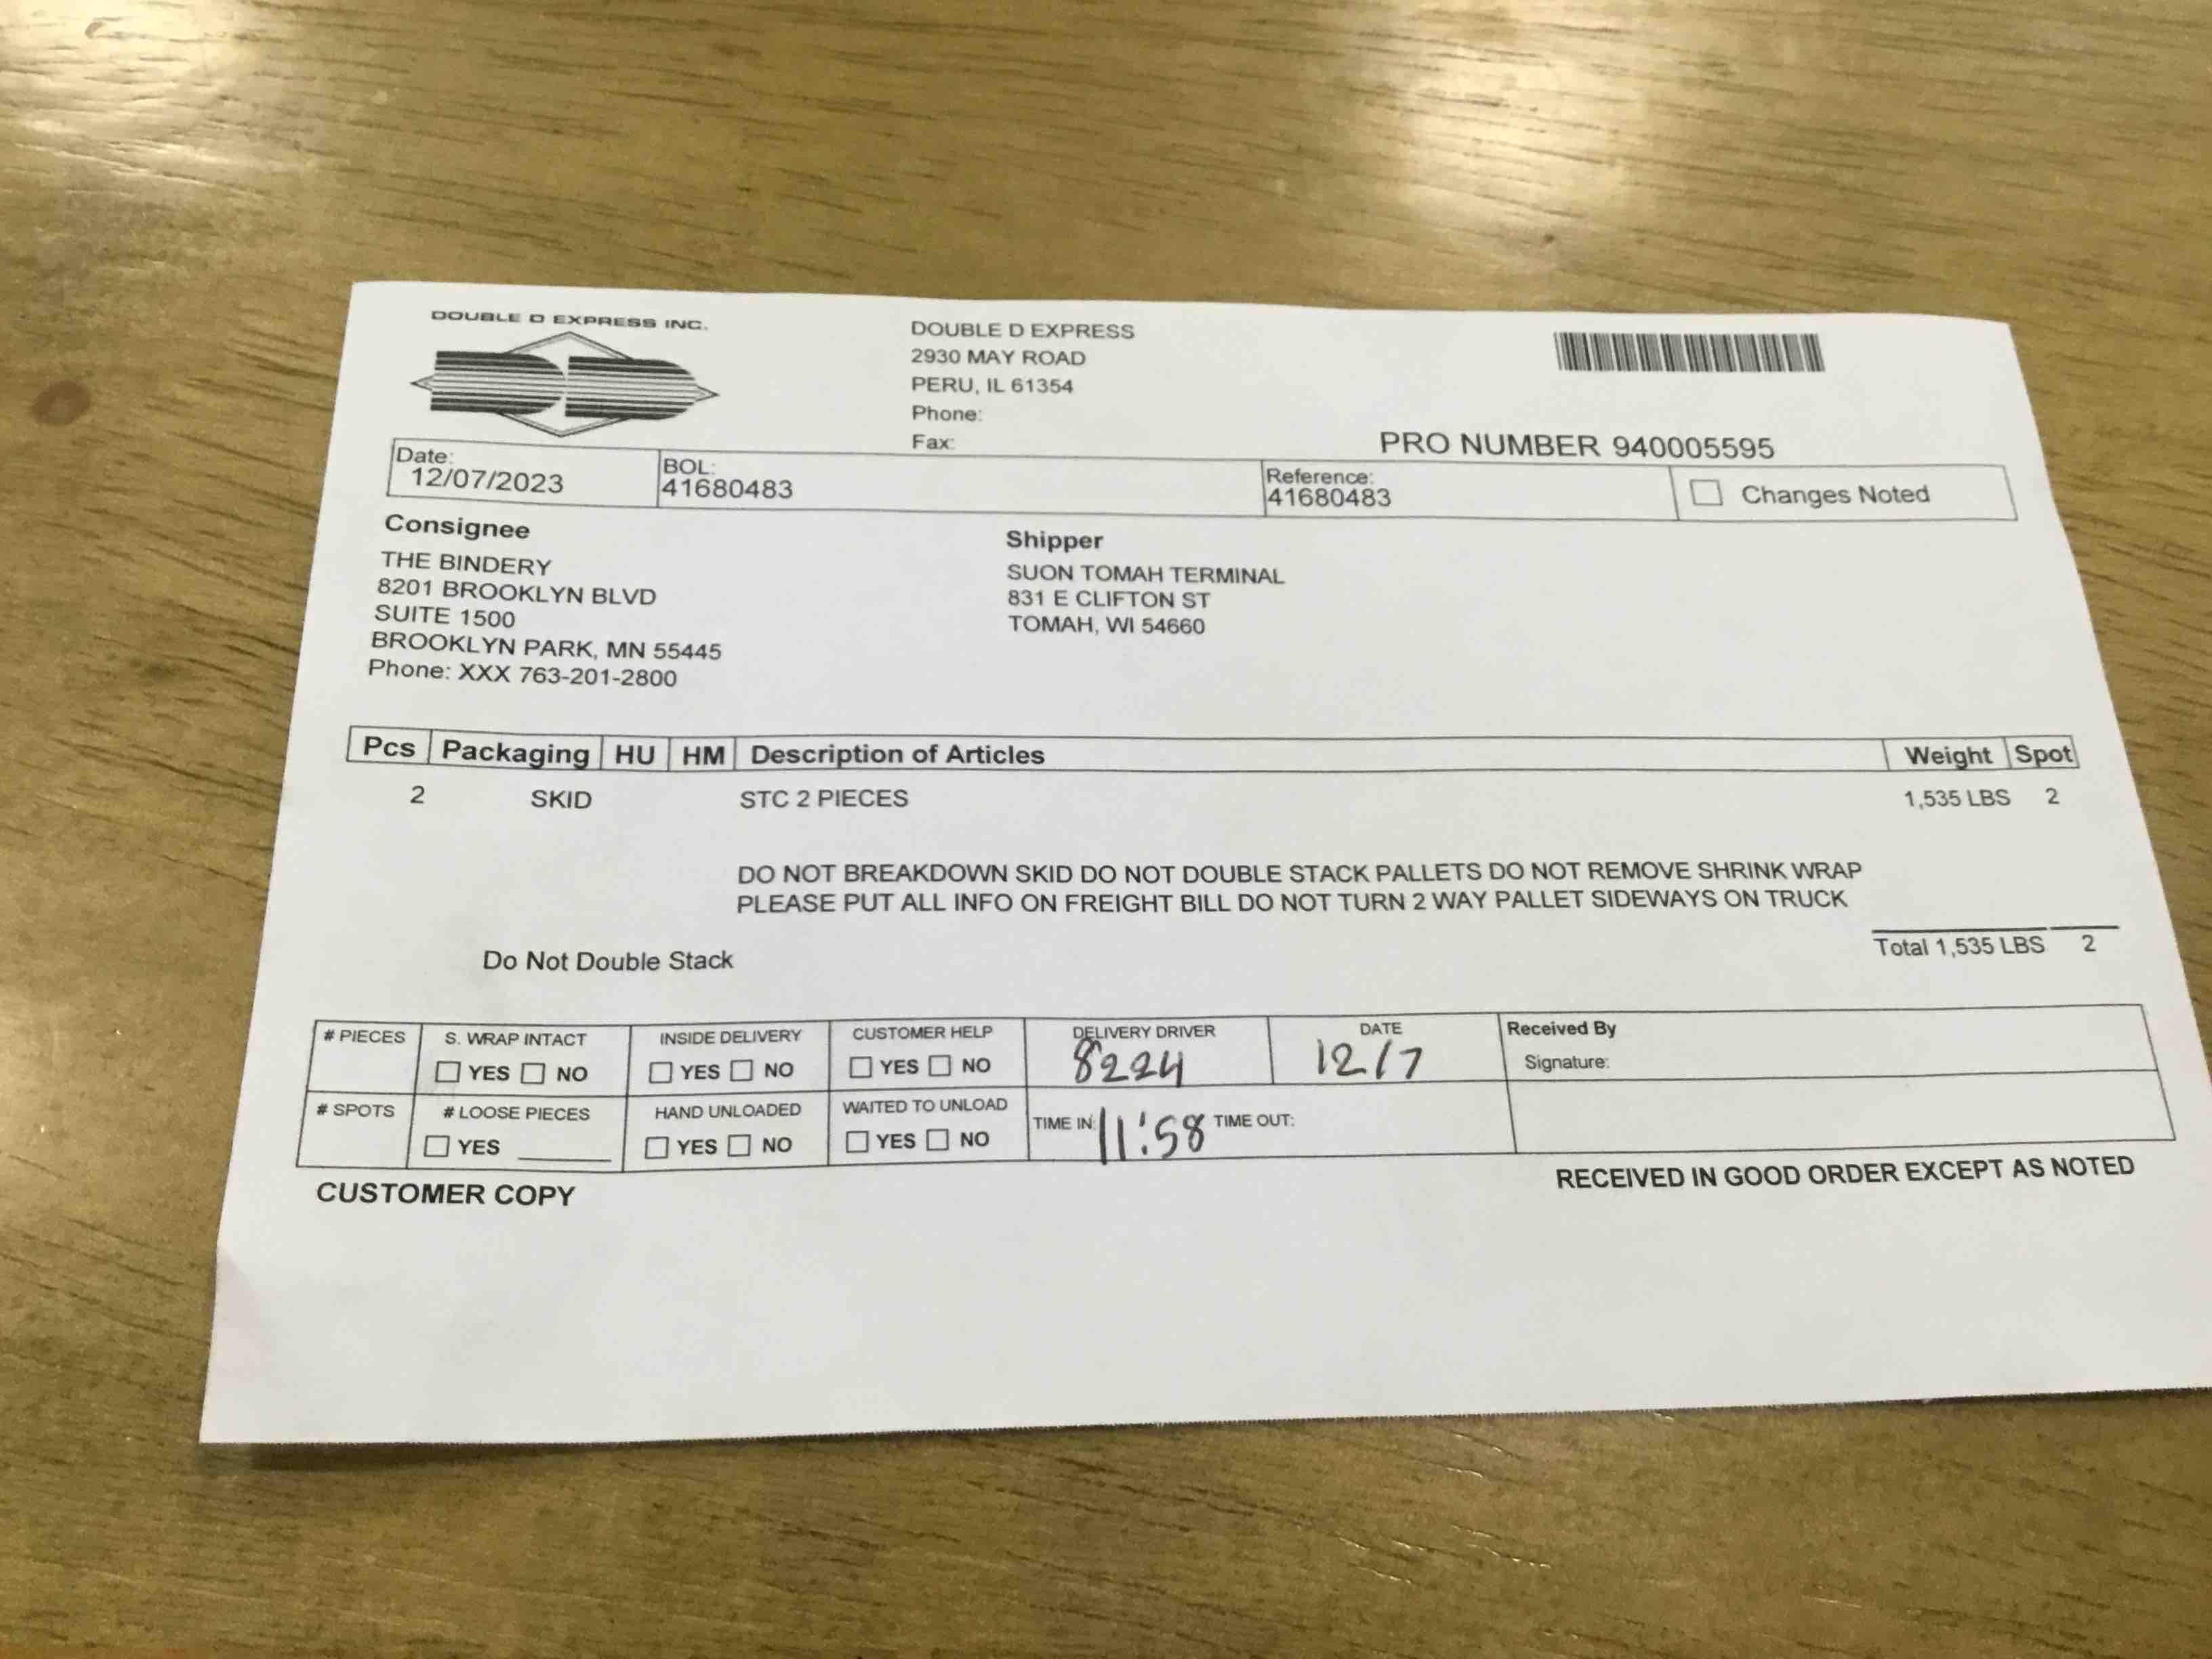 DOUBLE D EXPRESS INC.
DOUBLE D EXPRESS
2930 MAY ROAD
PERU, IL 61354
Phone:
Fax:
PRO NUMBER 940005595
Date:
12/07/2023
BOL:
41680483
Reference:
41680483
Changes Noted
Consignee
THE BINDERY
8201 BROOKLYN BLVD
SUITE 1500
BROOKLYN PARK, MN 55445
Phone: XXX 763-201-2800
Shipper
SUON TOMAH TERMINAL
831 E CLIFTON ST
TOMAH, WI 54660
Pcs Packaging HU HM Description of Articles Weight Spot
2 SKID STC 2 PIECES 1,535 LBS 2
DO NOT BREAKDOWN SKID DO NOT DOUBLE STACK PALLETS DO NOT REMOVE SHRINK WRAP
PLEASE PUT ALL INFO ON FREIGHT BILL DO NOT TURN 2 WAY PALLET SIDEWAYS ON TRUCK
Total 1,535 LBS 2
Do Not Double Stack
# PIECES
S. WRAP INTACT
YES NO
INSIDE DELIVERY
YES NO
CUSTOMER HELP
YES NO
DELIVERY DRIVER
8224
DATE
12/7
Received By
Signature:
# SPOTS
# LOOSE PIECES
YES
HAND UNLOADED
YES NO
WAITED TO UNLOAD
YES NO
TIME IN: 11:58 TIME OUT:
CUSTOMER COPY
RECEIVED IN GOOD ORDER EXCEPT AS NOTED